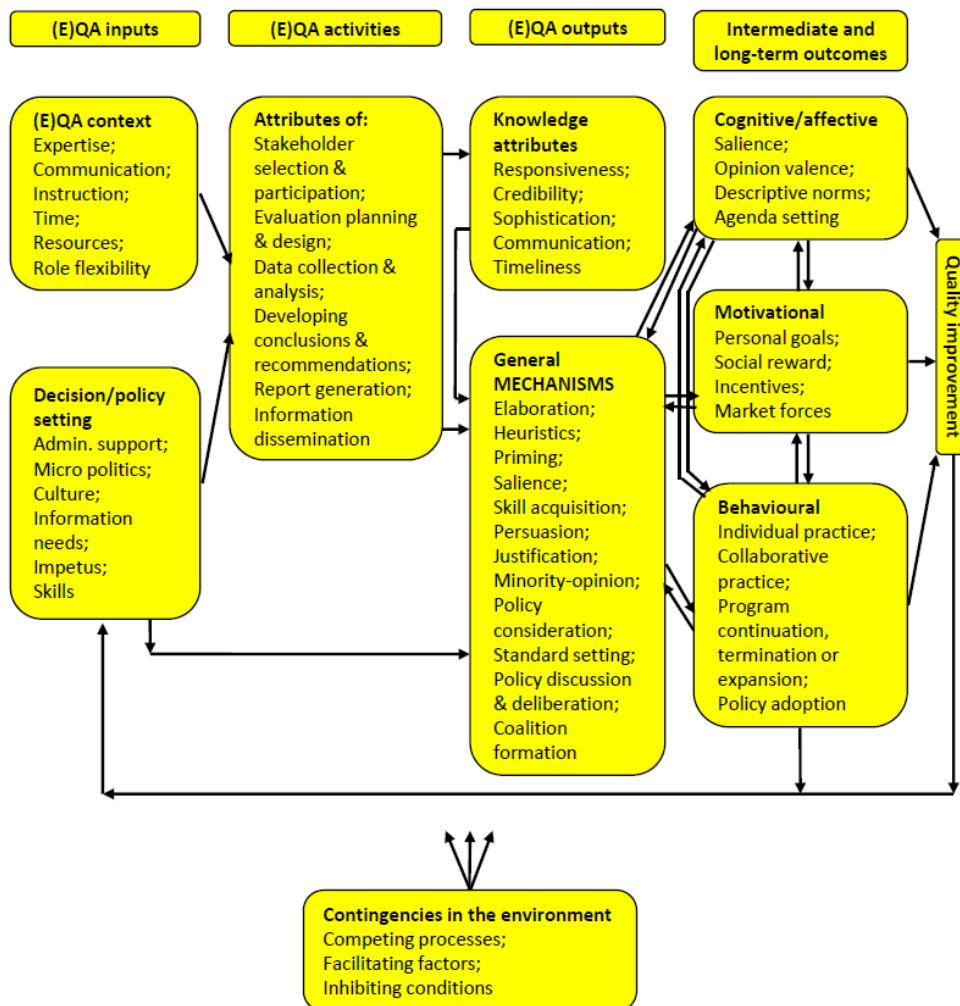 (E)QA inputs
(E)QA activities
(E)QA outputs
Intermediate and
long-term outcomes
(E)QA context
Expertise;
Communication;
Instruction;
Time;
Resources;
Role flexibility
Decision/policy
setting
Admin. support;
Micro politics;
Culture;
Information
needs;
Impetus;
Skills
Attributes of:
Stakeholder
selection &
participation;
Evaluation planning
& design;
Data collection &
analysis;
Developing
conclusions &
recommendations;
Report generation;
Information
dissemination
Knowledge
attributes
Responsiveness;
Credibility;
Sophistication;
Communication;
Timeliness
General
MECHANISMS
Elaboration;
Heuristics;
Priming;
Salience;
Skill acquisition;
Persuasion;
Justification;
Minority-opinion;
Policy
consideration;
Standard setting;
Policy discussion
& deliberation;
Coalition
formation
Cognitive/affective
Salience;
Opinion valence;
Descriptive norms;
Agenda setting
Motivational
Personal goals;
Social reward;
Incentives;
Market forces
Behavioural
Individual practice;
Collaborative
practice;
Program
continuation,
termination or
expansion;
Policy adoption
Quality improvement
Contingencies in the environment
Competing processes;
Facilitating factors;
Inhibiting conditions